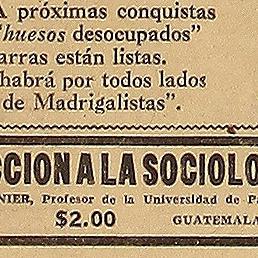 A próximas conquistas
"huesos desocupados"
arras están listas.
habrá por todos lados
de Madrigalistas".
CCION A LA SOCIOLO
NIER, Profesor de la Universidad de Pa
$2.00 GUATEMALA